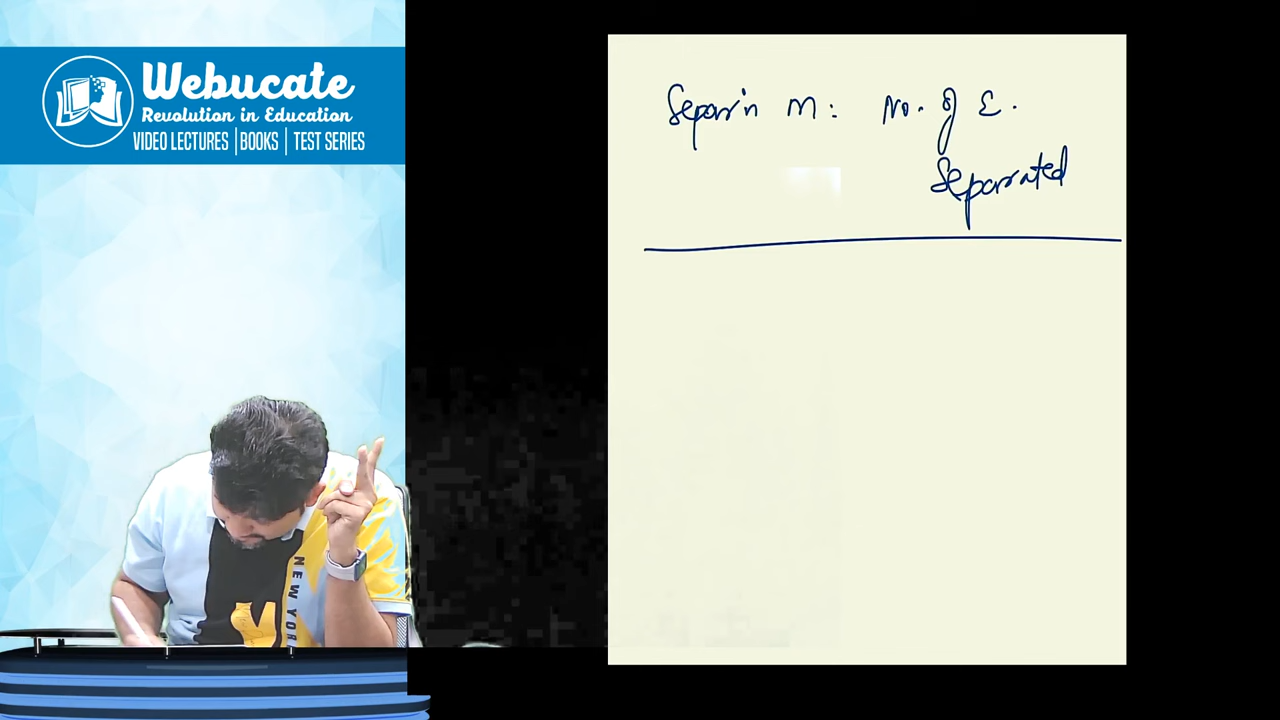 Webucate
Revolution in Education
VIDEO LECTURES | BOOKS | TEST SERIES
Separ'n M: No. of E.
Separated
NEW YORK